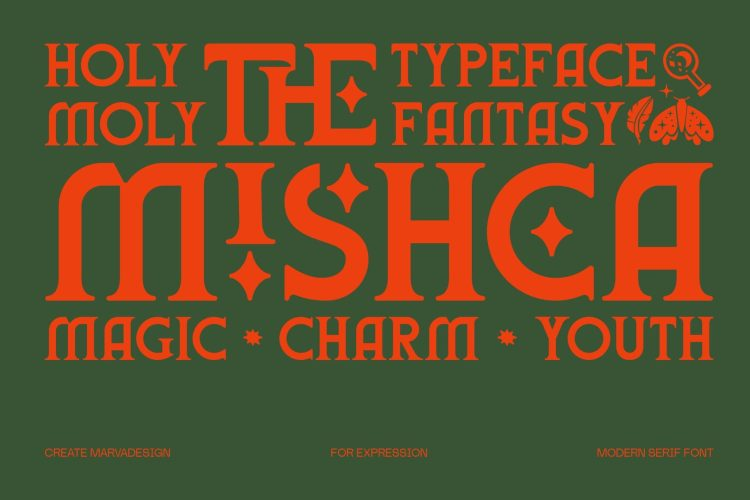 HOLY THE TYPEFACE
MOLY FANTASY
MISHCA
MAGIC CHARM YOUTH
CREATE MARVADESIGN FOR EXPRESSION MODERN SERIF FONT